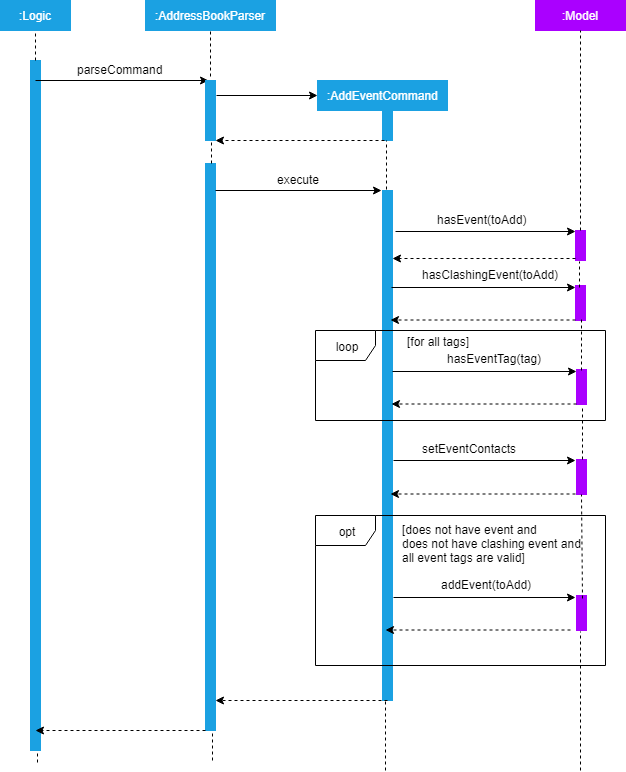 :Logic
:AddressBookParser
:Model
parseCommand
:AddEventCommand
execute
hasEvent(toAdd)
hasClashingEvent(toAdd)
loop
[for all tags]
hasEventTag(tag)
setEventContacts
opt
[does not have event and
does not have clashing event and
all event tags are valid]
addEvent(toAdd)